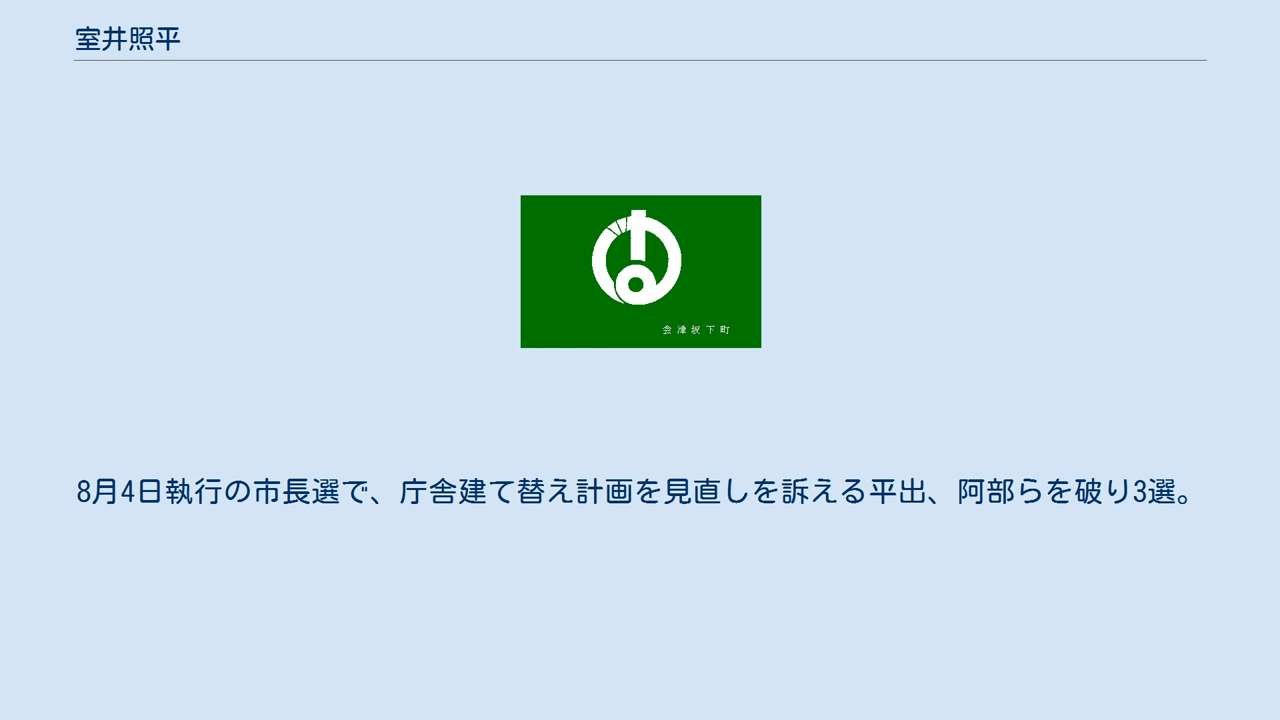 室井照平
会津坂下町
8月4日執行の市長選で、庁舎建て替え計画を見直しを訴える平出、阿部らを破り3選。